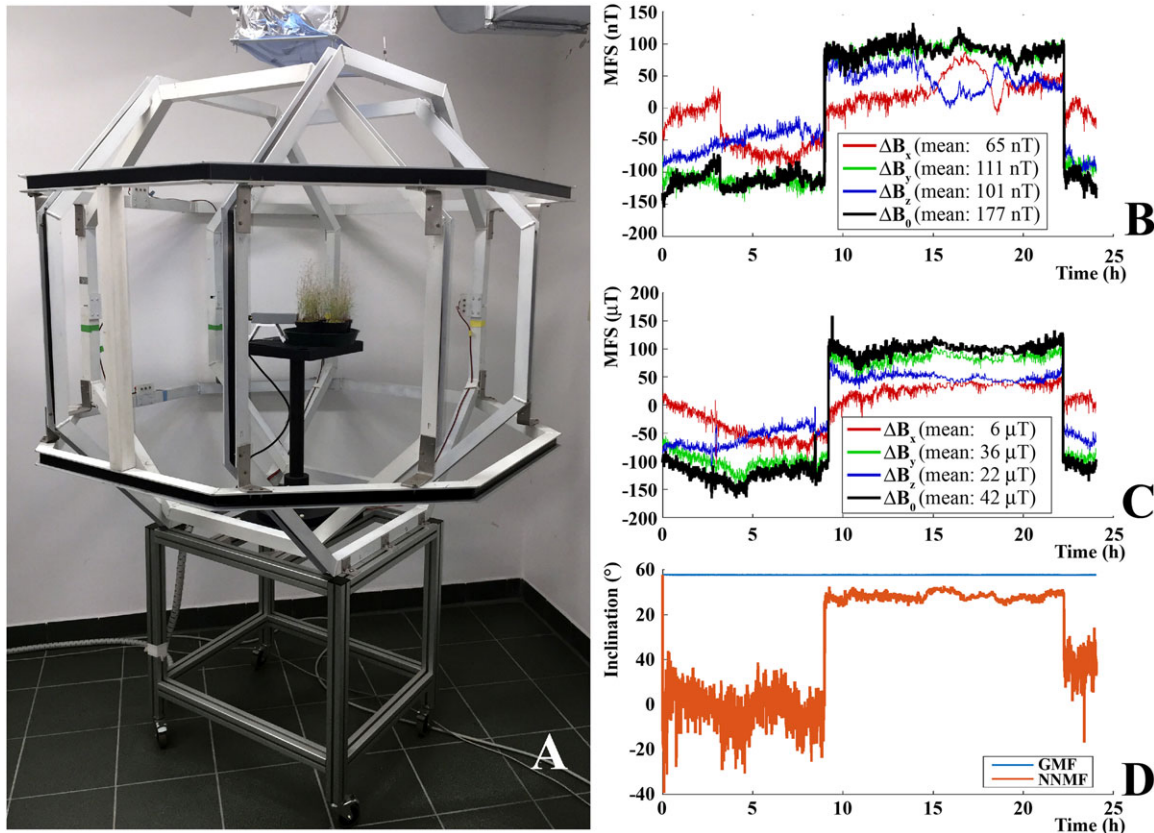 A
MFS (nT)
150
100
50
0
-50
-100
-150
-200
ΔBx (mean: 65 nT)
ΔBy (mean: 111 nT)
ΔBz (mean: 101 nT)
ΔB0 (mean: 177 nT)
0 5 10 15 20 25
Time (h)
B
MFS (µT)
200
150
100
50
0
-50
-100
-150
-200
ΔBx (mean: 6 µT)
ΔBy (mean: 36 µT)
ΔBz (mean: 22 µT)
ΔB0 (mean: 42 µT)
0 5 10 15 20 25
Time (h)
C
Inclination (°)
60
20
40
0
-20
-40
GMF
NNMF
0 5 10 15 20 25
Time (h)
D